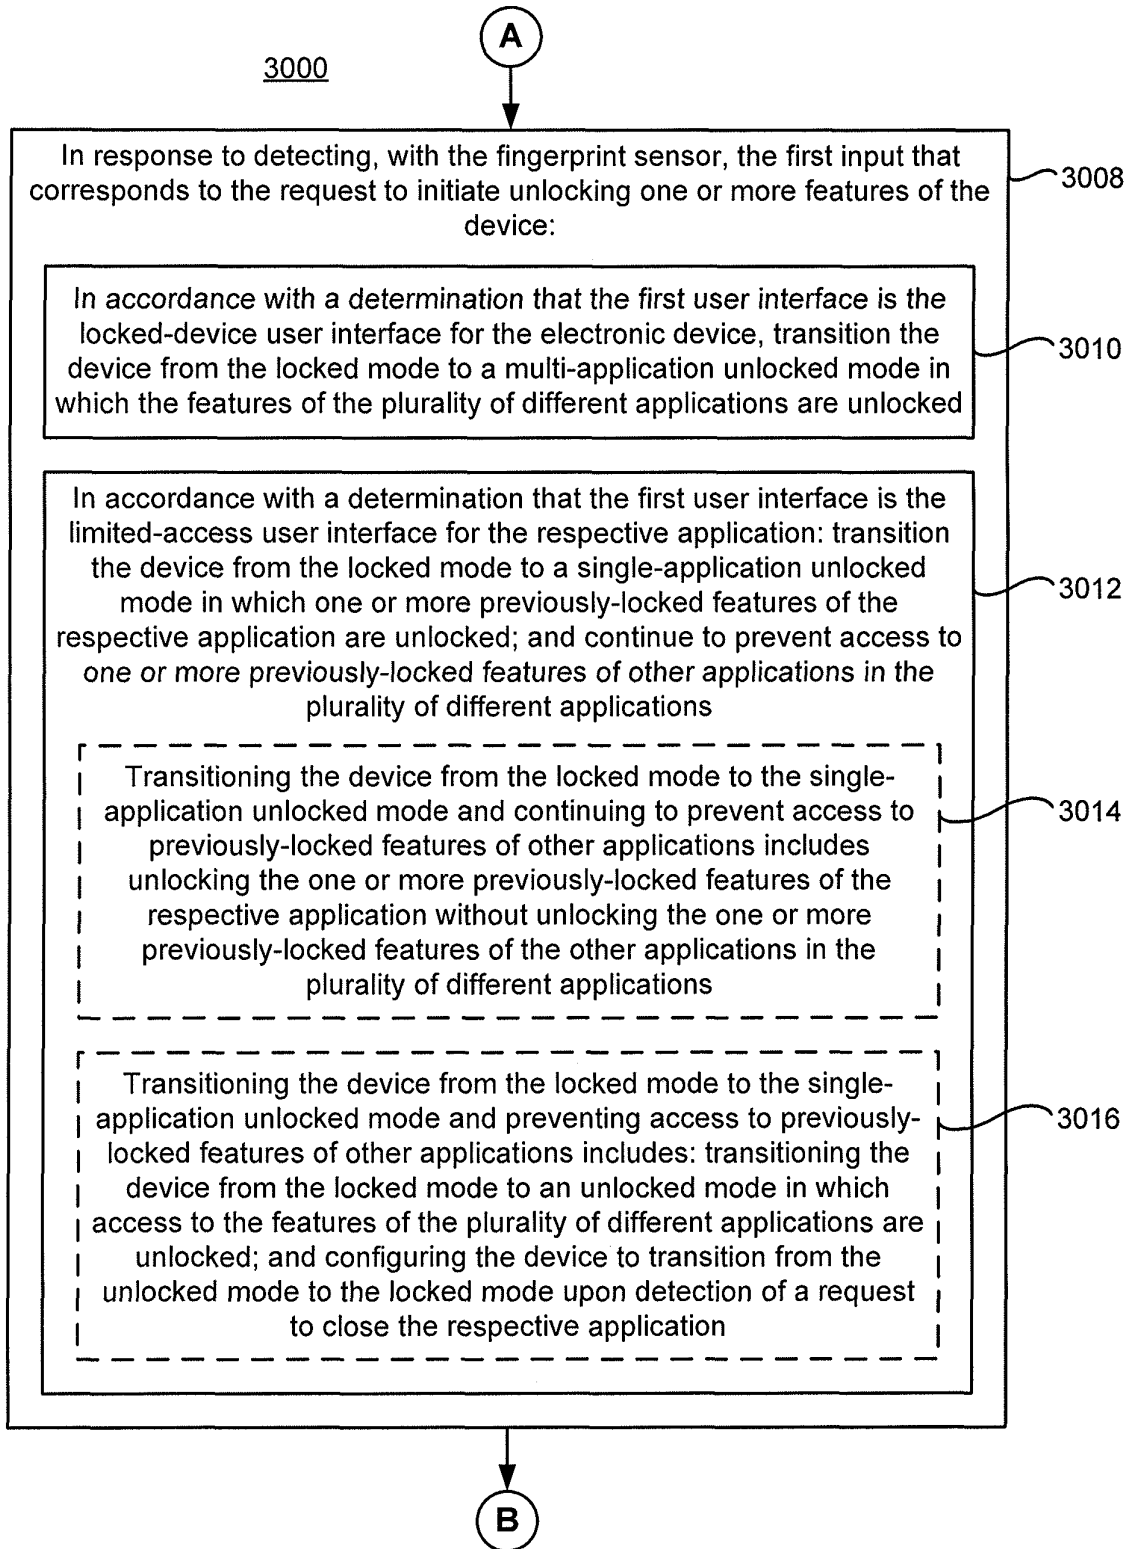 A
3000
In response to detecting, with the fingerprint sensor, the first input that
corresponds to the request to initiate unlocking one or more features of the
device:
3008
In accordance with a determination that the first user interface is the
locked-device user interface for the electronic device, transition the
device from the locked mode to a multi-application unlocked mode in
which the features of the plurality of different applications are unlocked
3010
In accordance with a determination that the first user interface is the
limited-access user interface for the respective application: transition
the device from the locked mode to a single-application unlocked
mode in which one or more previously-locked features of the
respective application are unlocked; and continue to prevent access to
one or more previously-locked features of other applications in the
plurality of different applications
3012
Transitioning the device from the locked mode to the single-
application unlocked mode and continuing to prevent access to
previously-locked features of other applications includes
unlocking the one or more previously-locked features of the
respective application without unlocking the one or more
previously-locked features of the other applications in the
plurality of different applications
3014
Transitioning the device from the locked mode to the single-
application unlocked mode and preventing access to previously-
locked features of other applications includes: transitioning the
device from the locked mode to an unlocked mode in which
access to the features of the plurality of different applications are
unlocked; and configuring the device to transition from the
unlocked mode to the locked mode upon detection of a request
to close the respective application
3016
B